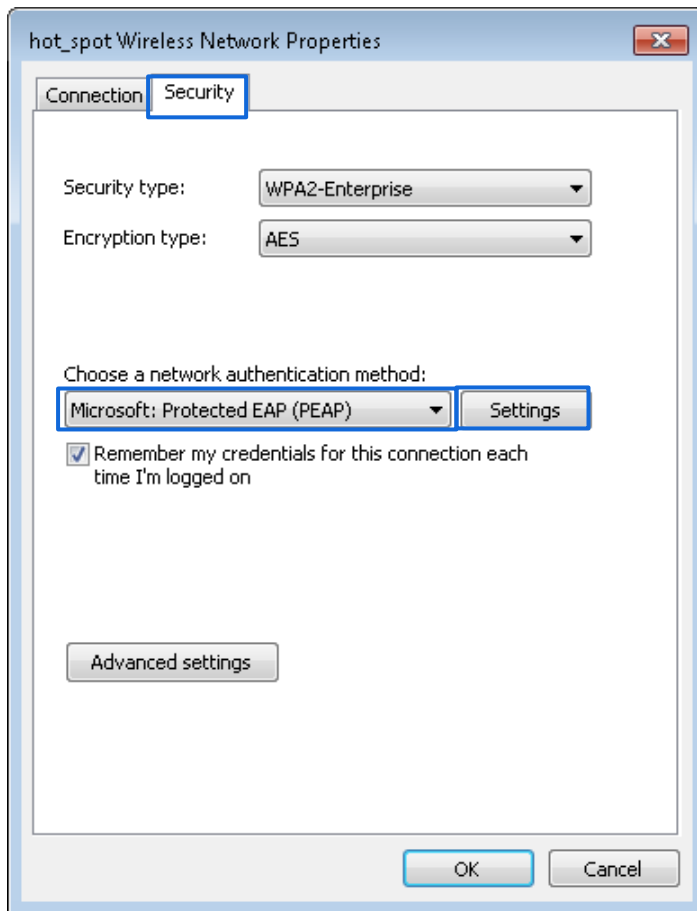 hot_spot Wireless Network Properties
Connection Security
Security type: WPA2-Enterprise
Encryption type: AES
Choose a network authentication method:
Microsoft: Protected EAP (PEAP) Settings
Remember my credentials for this connection each
time I'm logged on
Advanced settings
OK Cancel